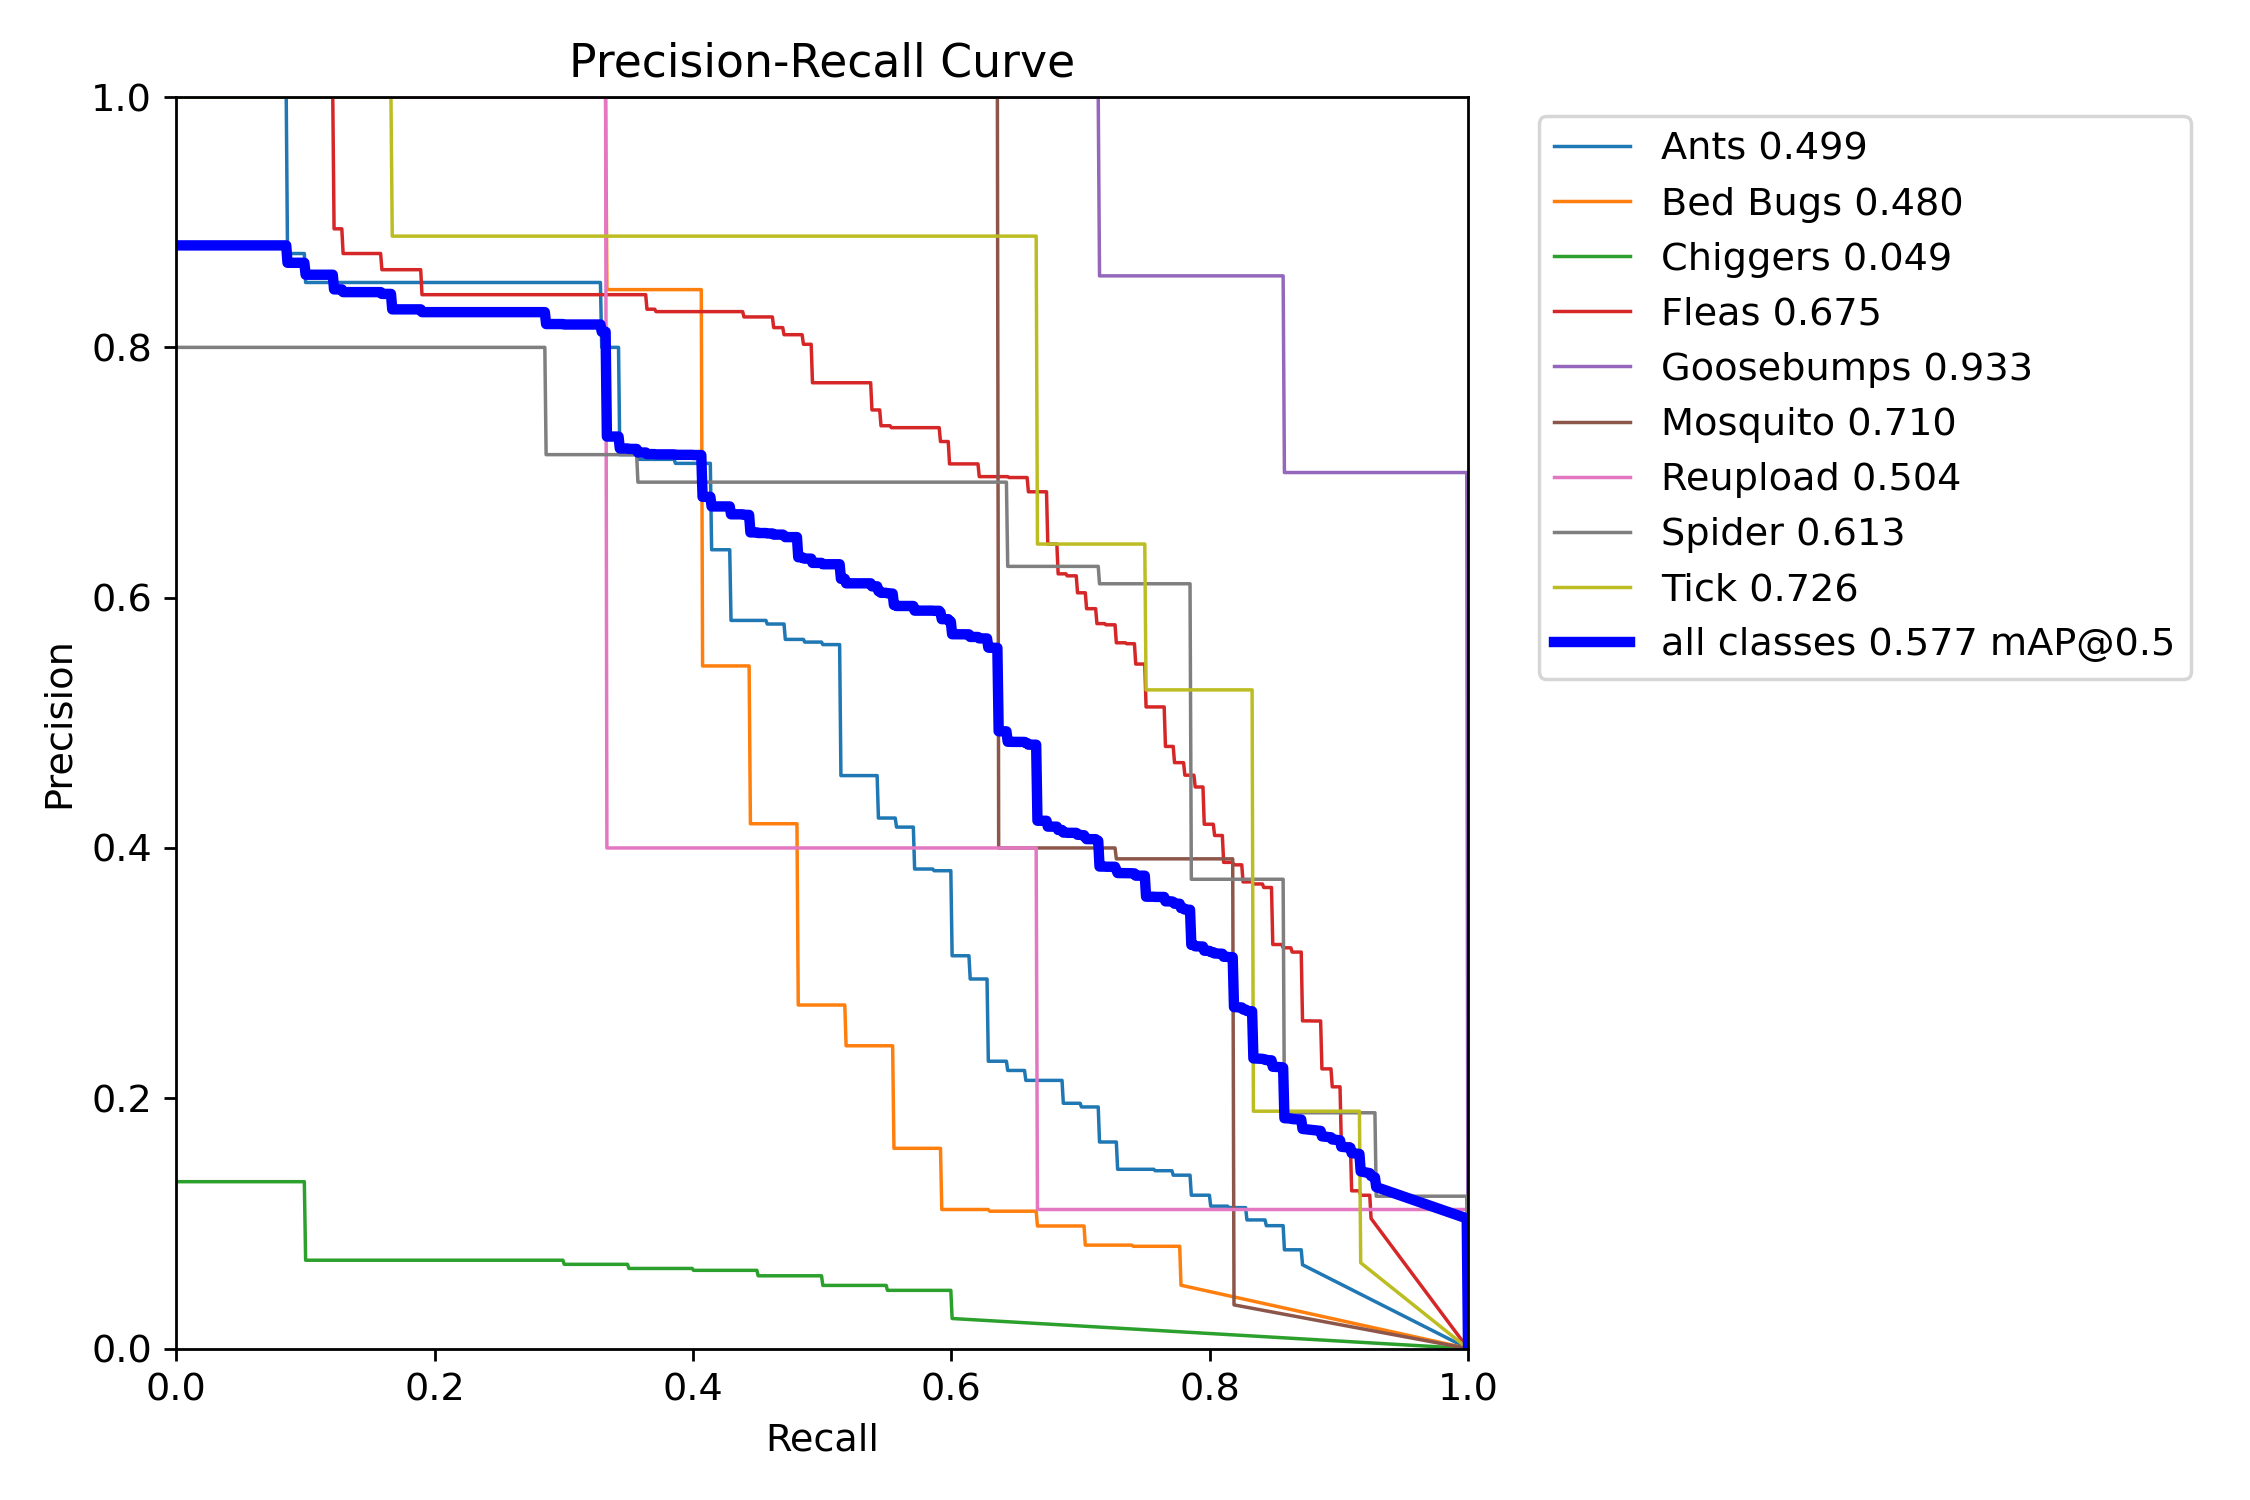 Precision-Recall Curve
1.0
0.8
0.6
0.4
0.2
0.0
Precision
0.0 0.2 0.4 0.6 0.8 1.0
Recall
Ants 0.499
Bed Bugs 0.480
Chiggers 0.049
Fleas 0.675
Goosebumps 0.933
Mosquito 0.710
Reupload 0.504
Spider 0.613
Tick 0.726
all classes 0.577 mAP@0.5